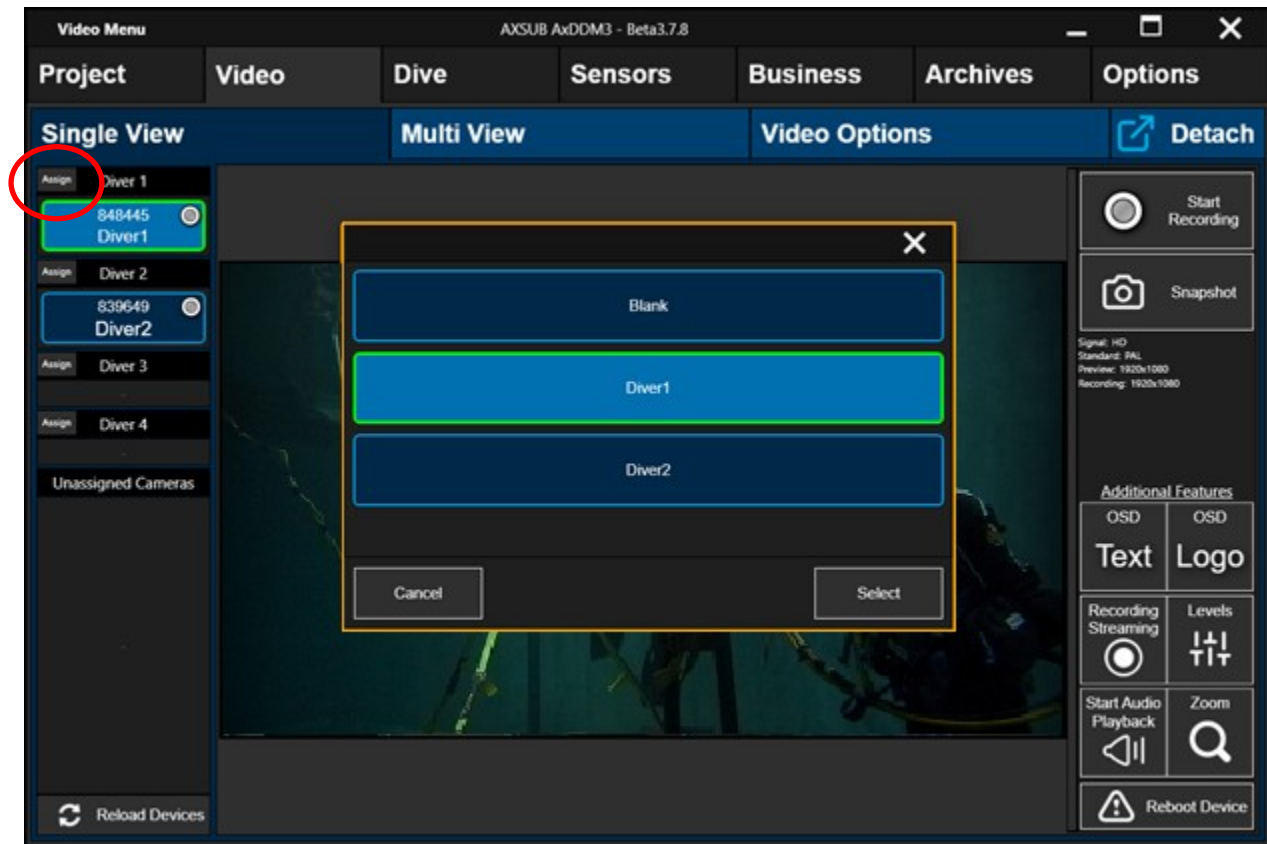 Video Menu
AXSUB AxDDM3 - Beta3.7.8
Project
Video
Dive
Sensors
Business
Archives
Options
Single View
Multi View
Video Options
Detach
Assign
Diver 1
848445
Diver1
Assign
Diver 2
839649
Diver2
Assign
Diver 3
Assign
Diver 4
Unassigned Cameras
Reload Devices
Blank
Diver1
Diver2
Cancel
Select
Start
Recording
Snapshot
Signal: HD
Standard: PAL
Preview: 1920x1080
Recording: 1920x1080
Additional Features
OSD
Text
OSD
Logo
Recording
Streaming
Levels
Start Audio
Playback
Zoom
Reboot Device